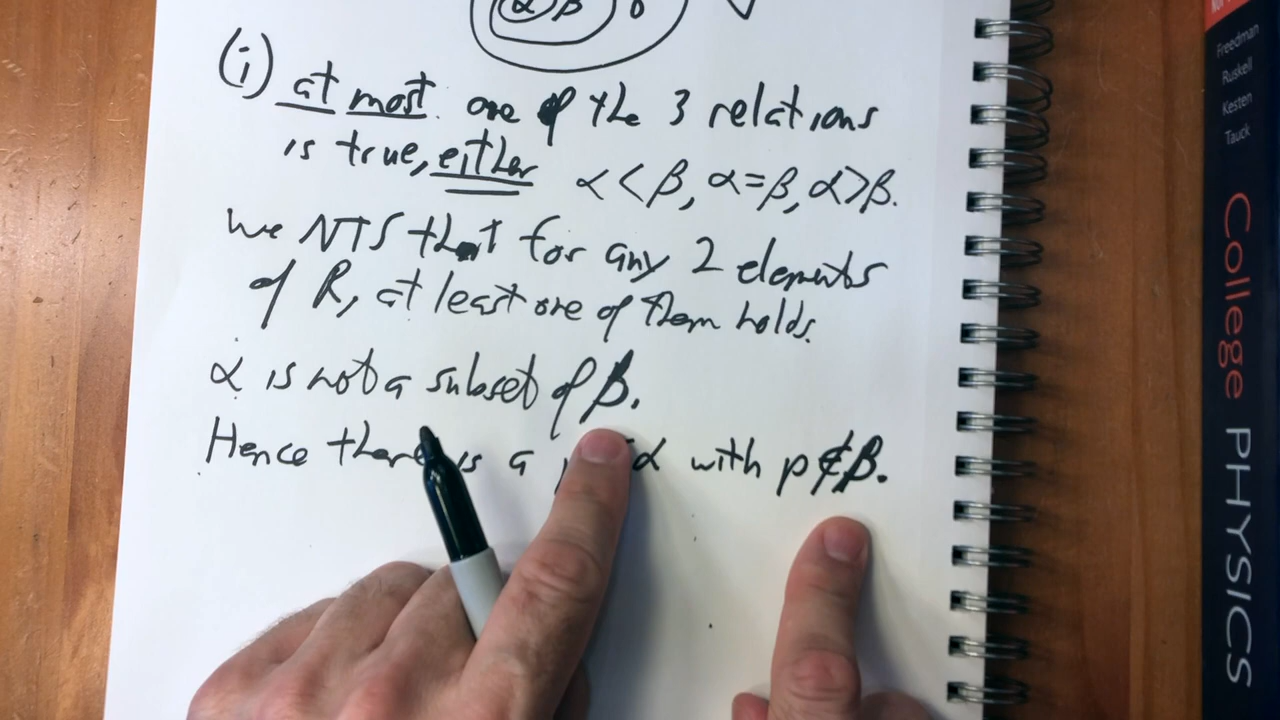 α β γ
(i) at most one of the 3 relations
is true, either α < β, α = β, α > β.
We NTS that for any 2 elements
of R, at least one of them holds.
α is not a subset of β.
Hence there is a α with p ∉ β.
Freedman
Ruskell
Kesten
Tauck
College PHYSICS